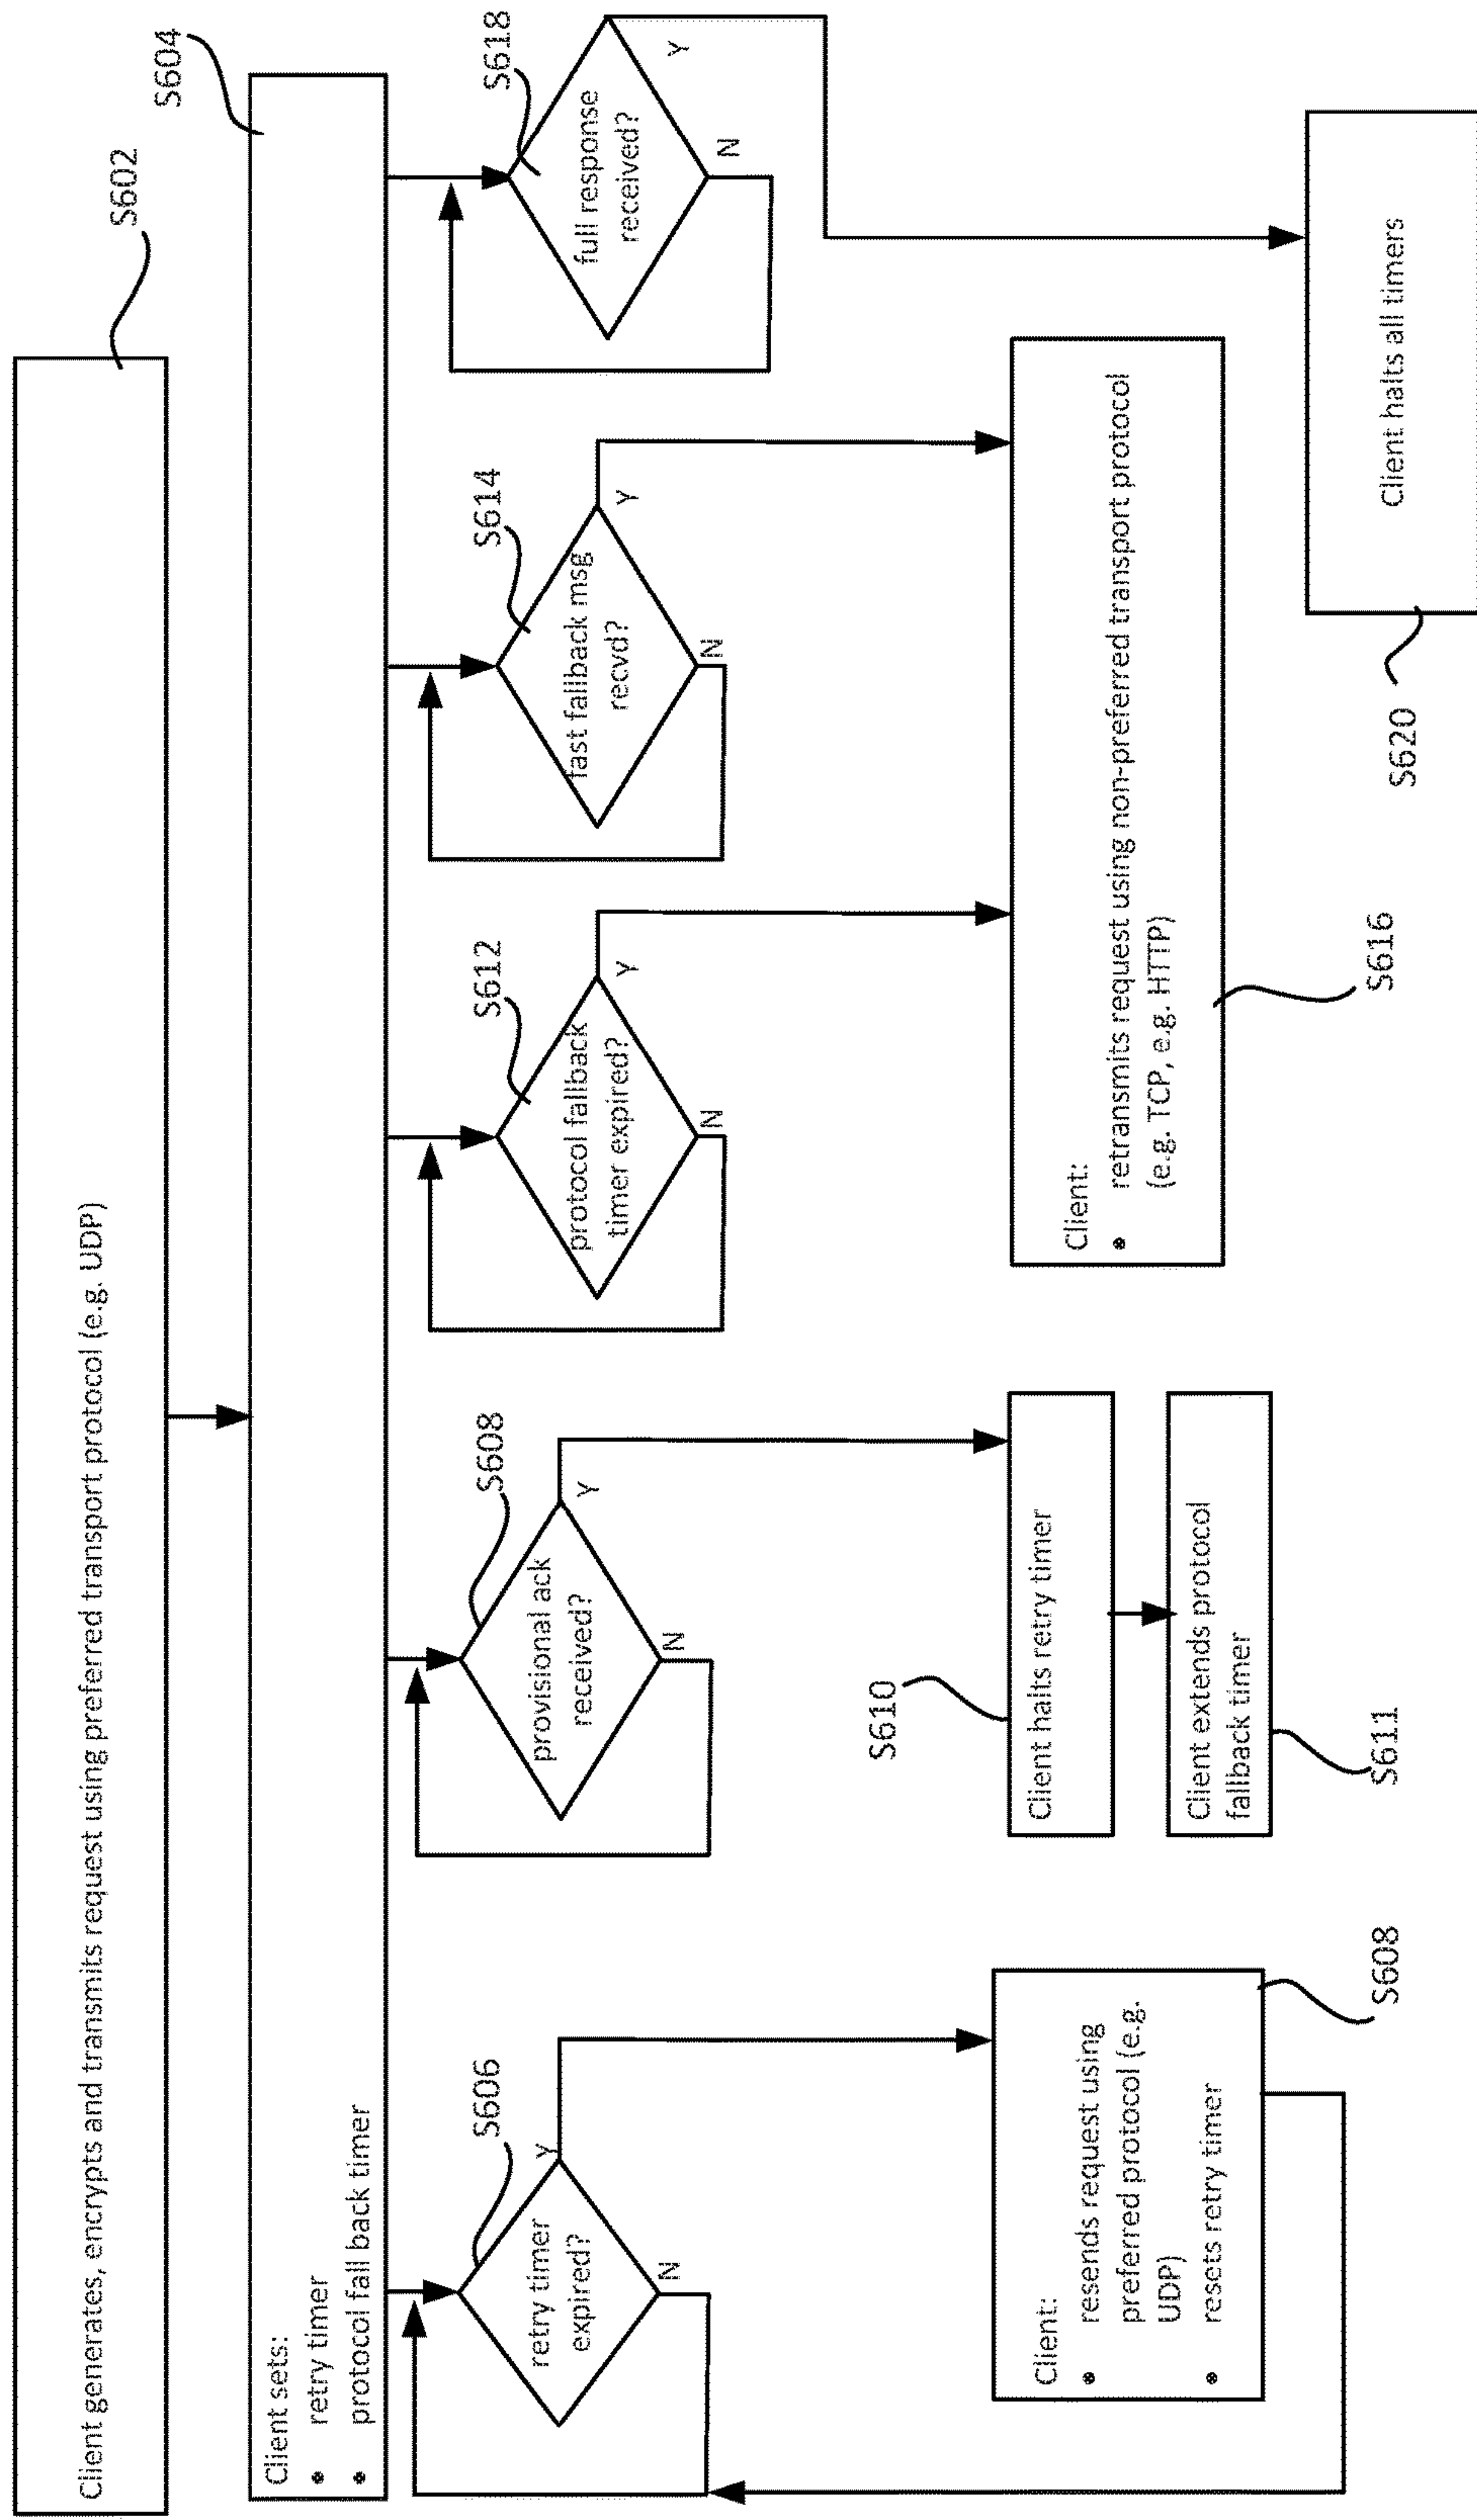 S602
Client generates, encrypts and transmits request using preferred transport protocol (e.g. UDP)
S604
Client sets:
• retry timer
• protocol fall back timer
S606
retry timer
expired?
Y
N
S608
provisional ack
received?
Y
N
S612
protocol fallback
timer expired?
Y
N
S614
fast fallback msg
recvd?
Y
N
S618
full response
received?
Y
N
Client:
• resends request using
preferred protocol (e.g.
UDP)
• resets retry timer
S608
S610
Client halts retry timer
Client extends protocol
fallback timer
S611
Client:
• retransmits request using non-preferred transport protocol
(e.g. TCP, e.g. HTTP)
S616
Client halts all timers
S620